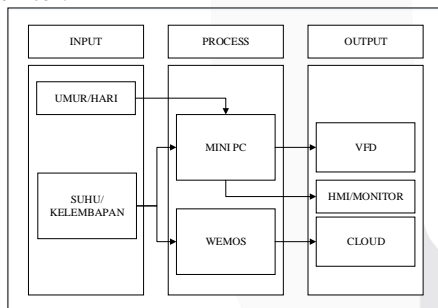 INPUT
PROCESS
OUTPUT
UMUR/HARI
MINI PC
VFD
SUHU/
KELEMBAPAN
HMI/MONITOR
WEMOS
CLOUD